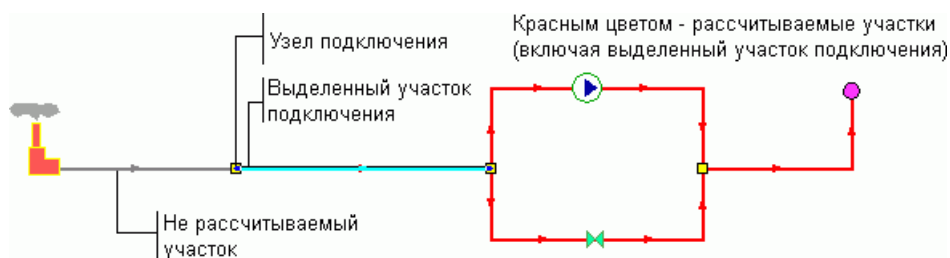 Узел подключения
Красным цветом - рассчитываемые участки
(включая выделенный участок подключения)
Выделенный участок
подключения
Не рассчитываемый
участок